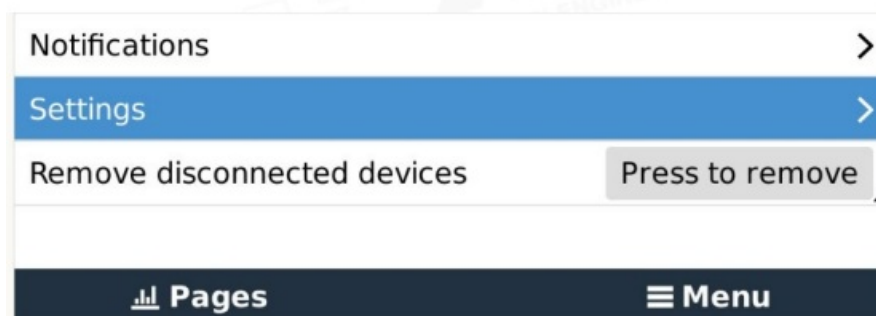 Notifications
Settings
Remove disconnected devices Press to remove
Pages Menu